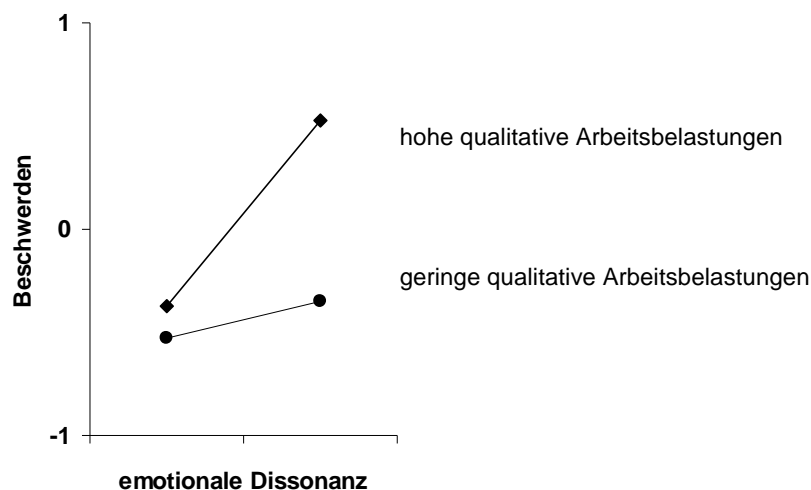 1
hohe qualitative Arbeitsbelastungen
0
Beschwerden
geringe qualitative Arbeitsbelastungen
-1
emotionale Dissonanz